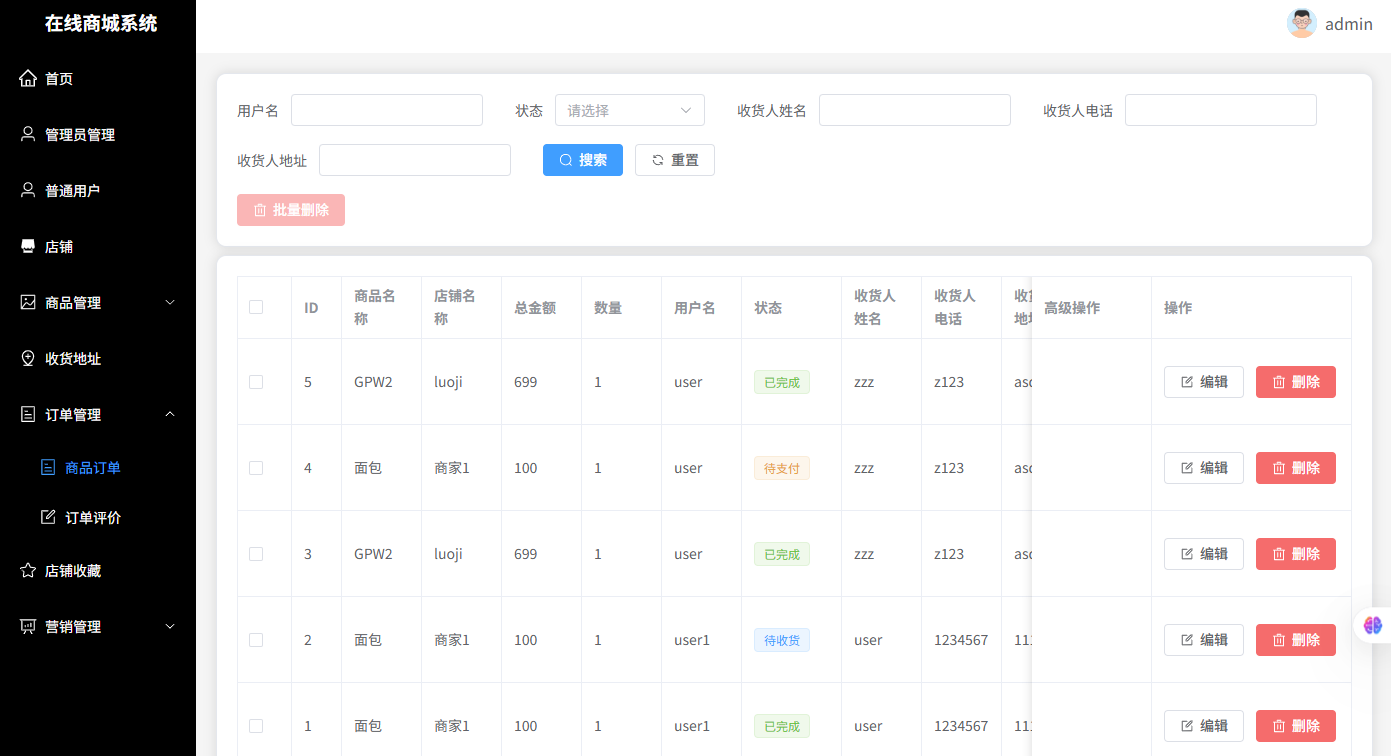 在线商城系统
admin
首页
管理员管理
普通用户
店铺
商品管理
收货地址
订单管理
商品订单
订单评价
店铺收藏
营销管理
用户名
状态 请选择
收货人姓名
收货人电话
收货人地址
搜索 重置
批量删除
ID 商品名称 店铺名称 总金额 数量 用户名 状态 收货人姓名 收货人电话 高级操作 操作
5 GPW2 luoji 699 1 user 已完成 zzz z123 编辑 删除
4 面包 商家1 100 1 user 待支付 zzz z123 编辑 删除
3 GPW2 luoji 699 1 user 已完成 zzz z123 编辑 删除
2 面包 商家1 100 1 user1 待收货 user 1234567 编辑 删除
1 面包 商家1 100 1 user1 已完成 user 1234567 编辑 删除